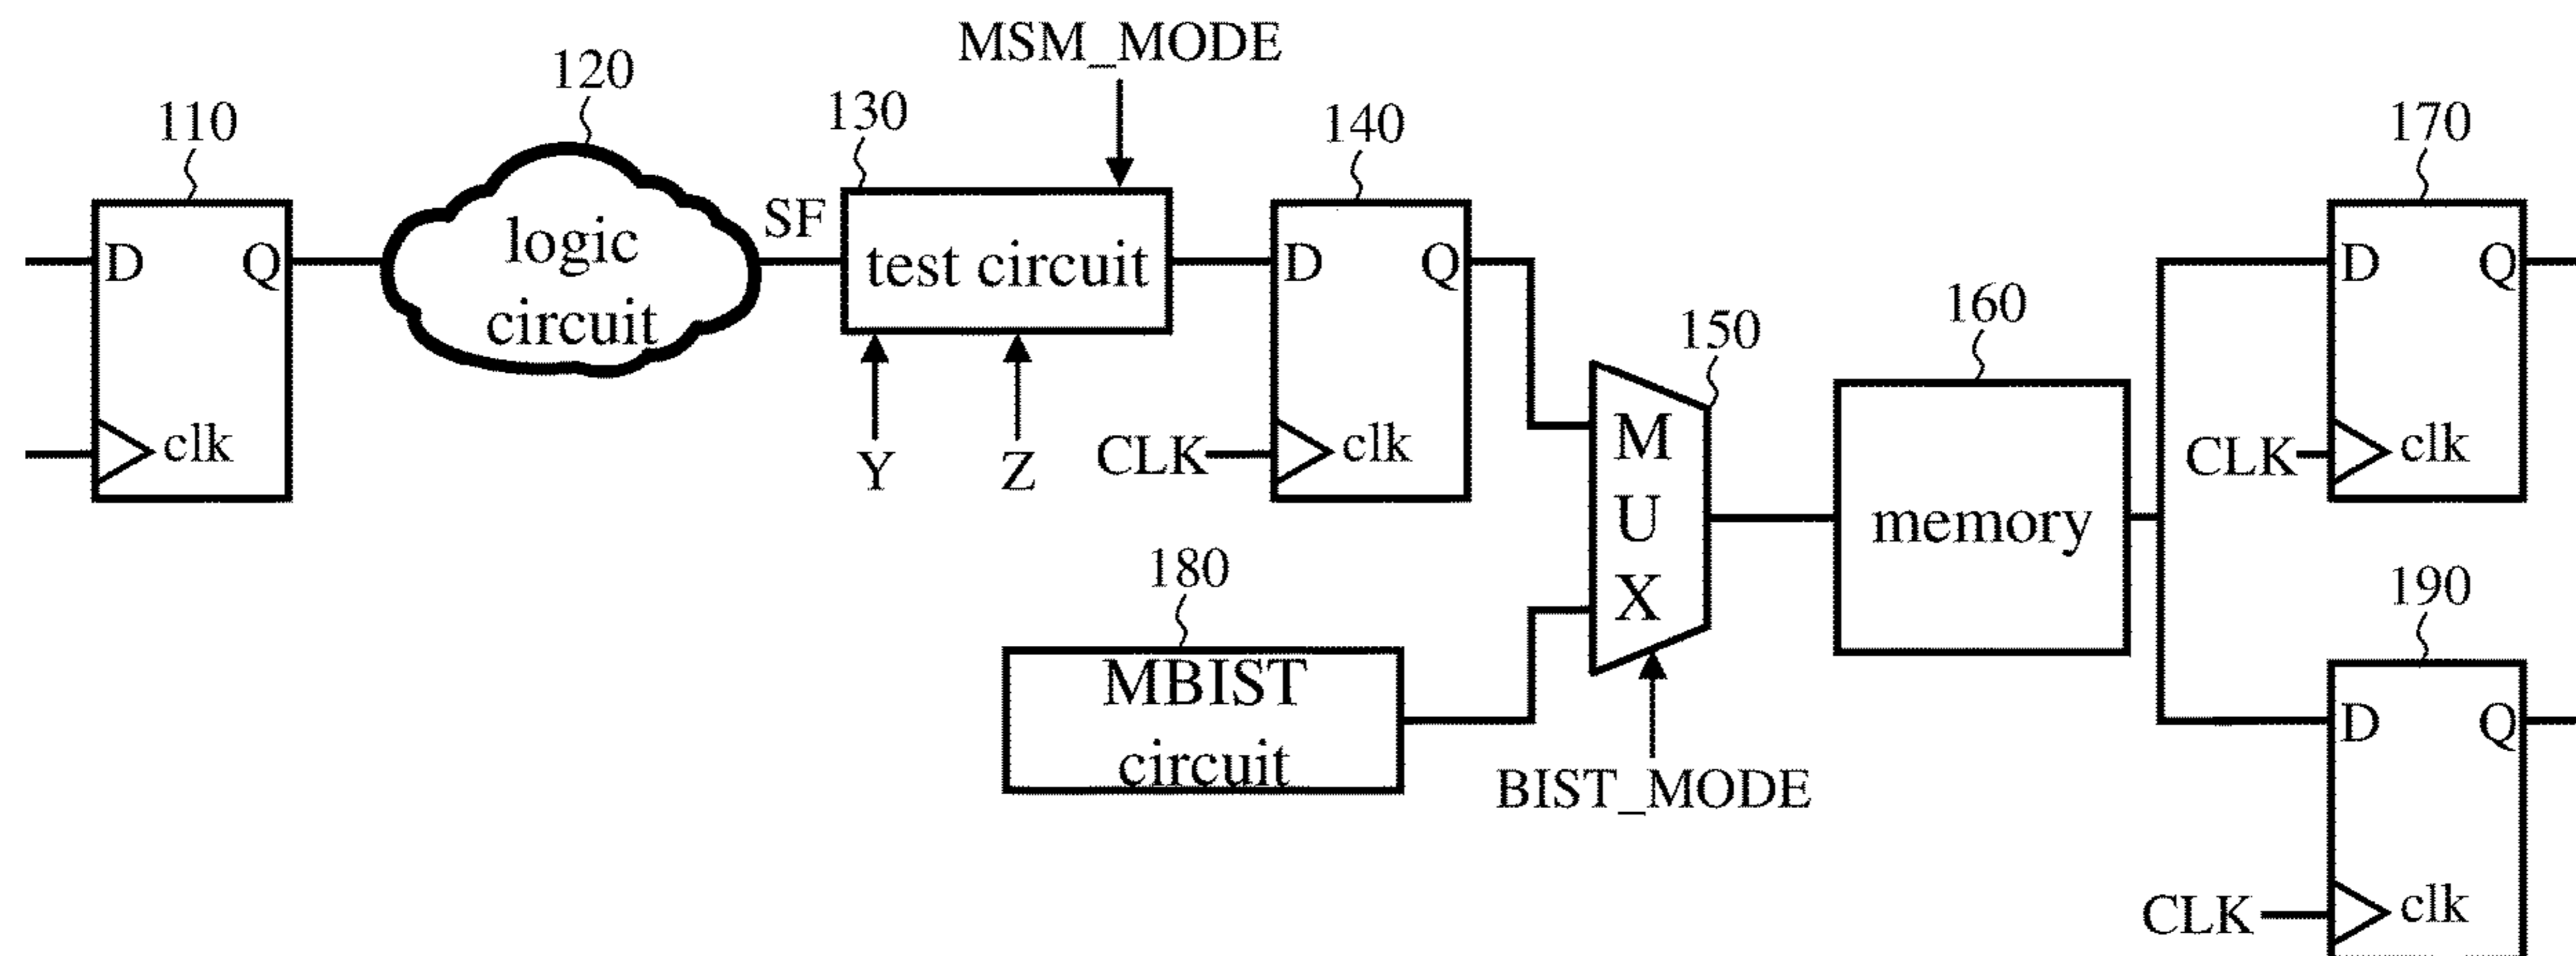 MSM_MODE
120
110
130
140
170
D
Q
logic
circuit
SF
test circuit
D
Q
D
Q
clk
Y
Z
CLK
clk
150
M
U
X
160
memory
CLK
clk
180
MBIST
circuit
BIST_MODE
190
D
Q
CLK
clk